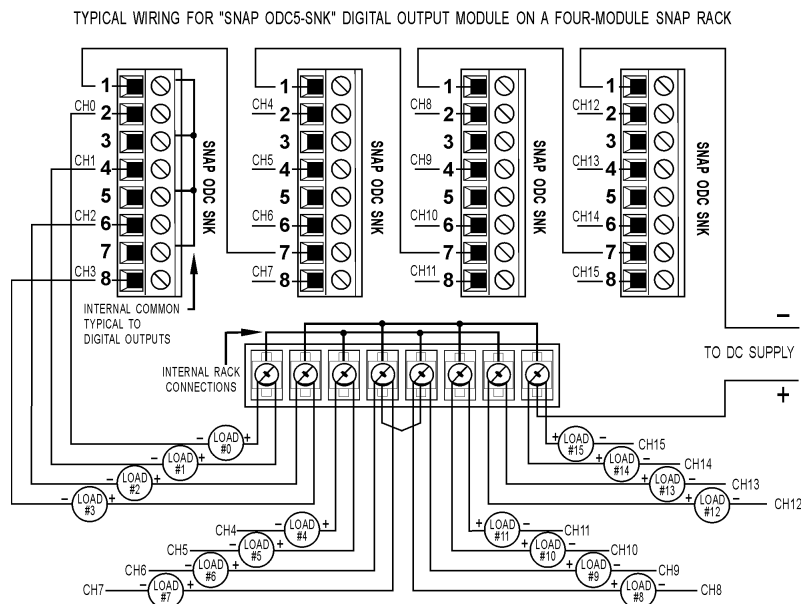 TYPICAL WIRING FOR "SNAP ODC5-SNK" DIGITAL OUTPUT MODULE ON A FOUR-MODULE SNAP RACK
1
2
3
4
5
6
7
8
CH0
CH1
CH2
CH3
SNAP ODC SNK
1
2
3
4
5
6
7
8
CH4
CH5
CH6
CH7
SNAP ODC SNK
1
2
3
4
5
6
7
8
CH8
CH9
CH10
CH11
SNAP ODC SNK
1
2
3
4
5
6
7
8
CH12
CH13
CH14
CH15
SNAP ODC SNK
INTERNAL COMMON
TYPICAL TO
DIGITAL OUTPUTS
INTERNAL RACK
CONNECTIONS
−
TO DC SUPPLY
+
− LOAD #0 +
− LOAD #1 +
− LOAD #2 +
− LOAD #3 +
CH4 − LOAD #4 +
CH5 − LOAD #5 +
CH6 − LOAD #6 +
CH7 − LOAD #7 +
+ LOAD #15 − CH15
+ LOAD #14 − CH14
+ LOAD #13 − CH13
+ LOAD #12 − CH12
+ LOAD #11 − CH11
+ LOAD #10 − CH10
+ LOAD #9 − CH9
+ LOAD #8 − CH8